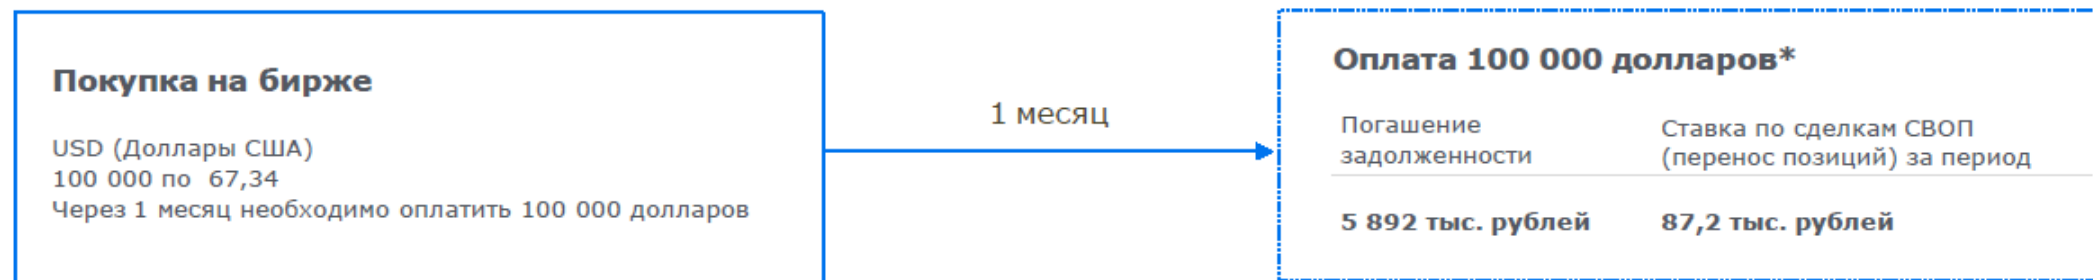 Покупка на бирже
USD (Доллары США)
100 000 по 67,34
Через 1 месяц необходимо оплатить 100 000 долларов
1 месяц
Оплата 100 000 долларов*
Погашение
задолженности
Ставка по сделкам СВОП
(перенос позиций) за период
5 892 тыс. рублей
87,2 тыс. рублей